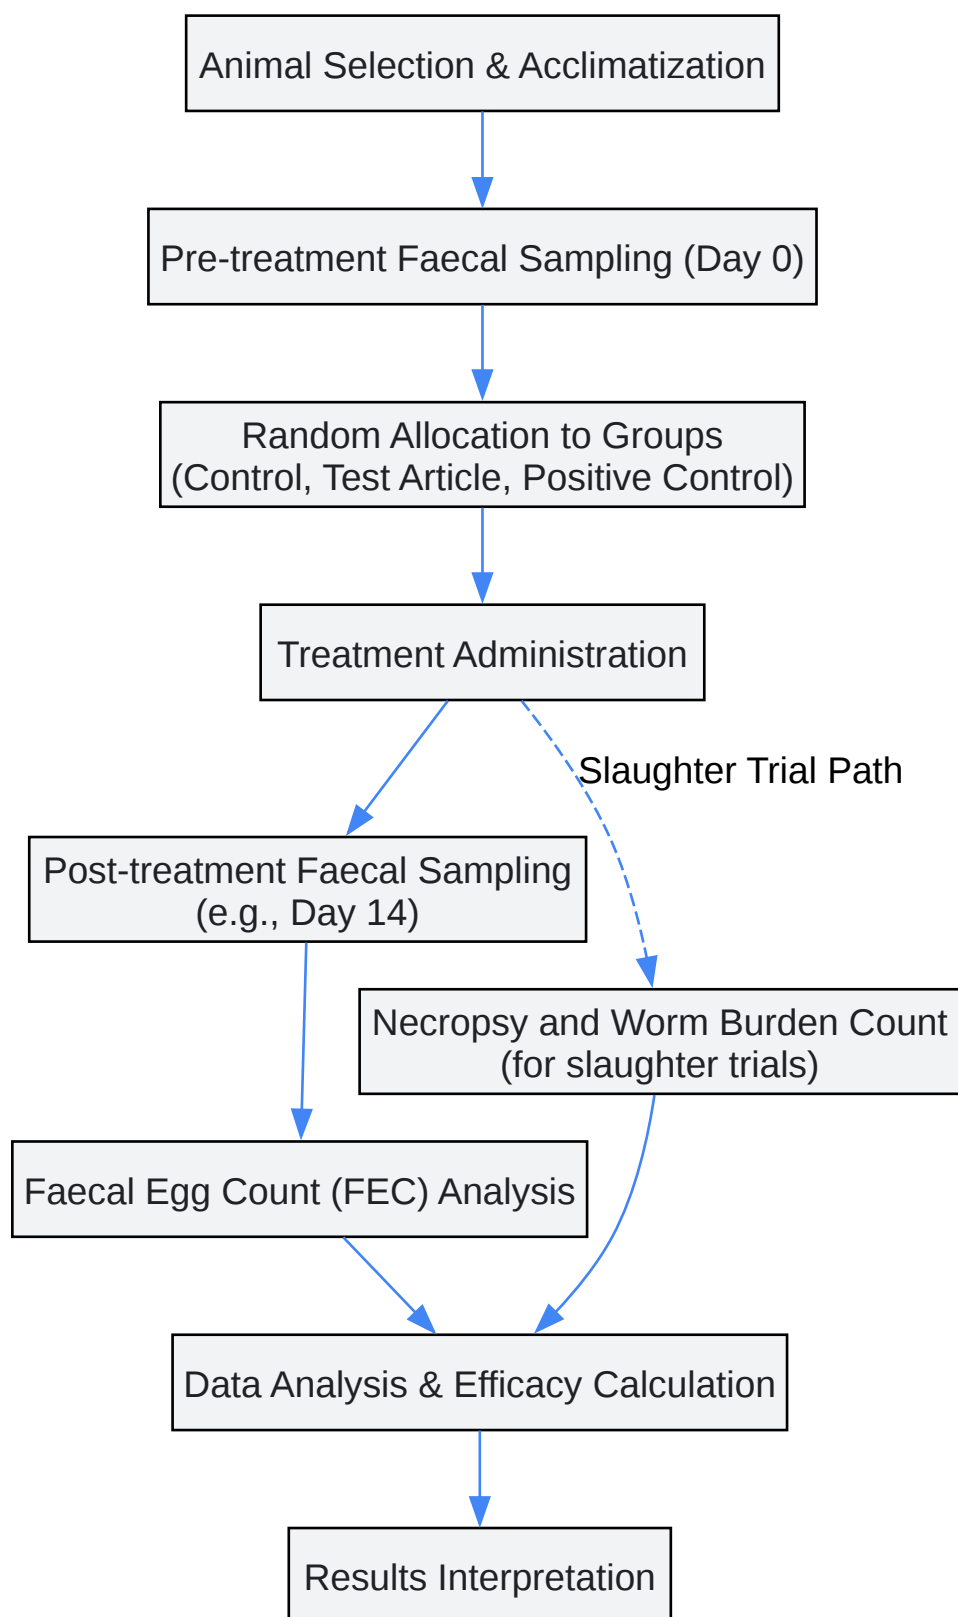 Animal Selection & Acclimatization
Pre-treatment Faecal Sampling (Day 0)
Random Allocation to Groups
(Control, Test Article, Positive Control)
Treatment Administration
Slaughter Trial Path
Post-treatment Faecal Sampling
(e.g., Day 14)
Necropsy and Worm Burden Count
(for slaughter trials)
Faecal Egg Count (FEC) Analysis
Data Analysis & Efficacy Calculation
Results Interpretation